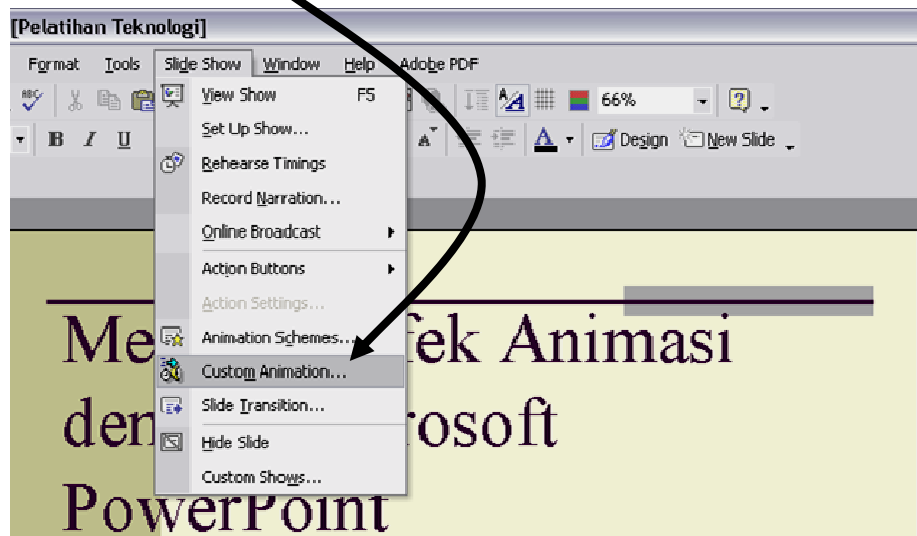 [Pelatihan Teknologi]
Format Tools Slide Show Window Help Adobe PDF
ABC 66%
B I U A Design New Slide
View Show F5
Set Up Show...
Rehearse Timings
Record Narration...
Online Broadcast
Action Buttons
Action Settings...
Animation Schemes...
Custom Animation...
Slide Transition...
Hide Slide
Custom Shows...
Me fek Animasi
den rosoft
PowerPoint